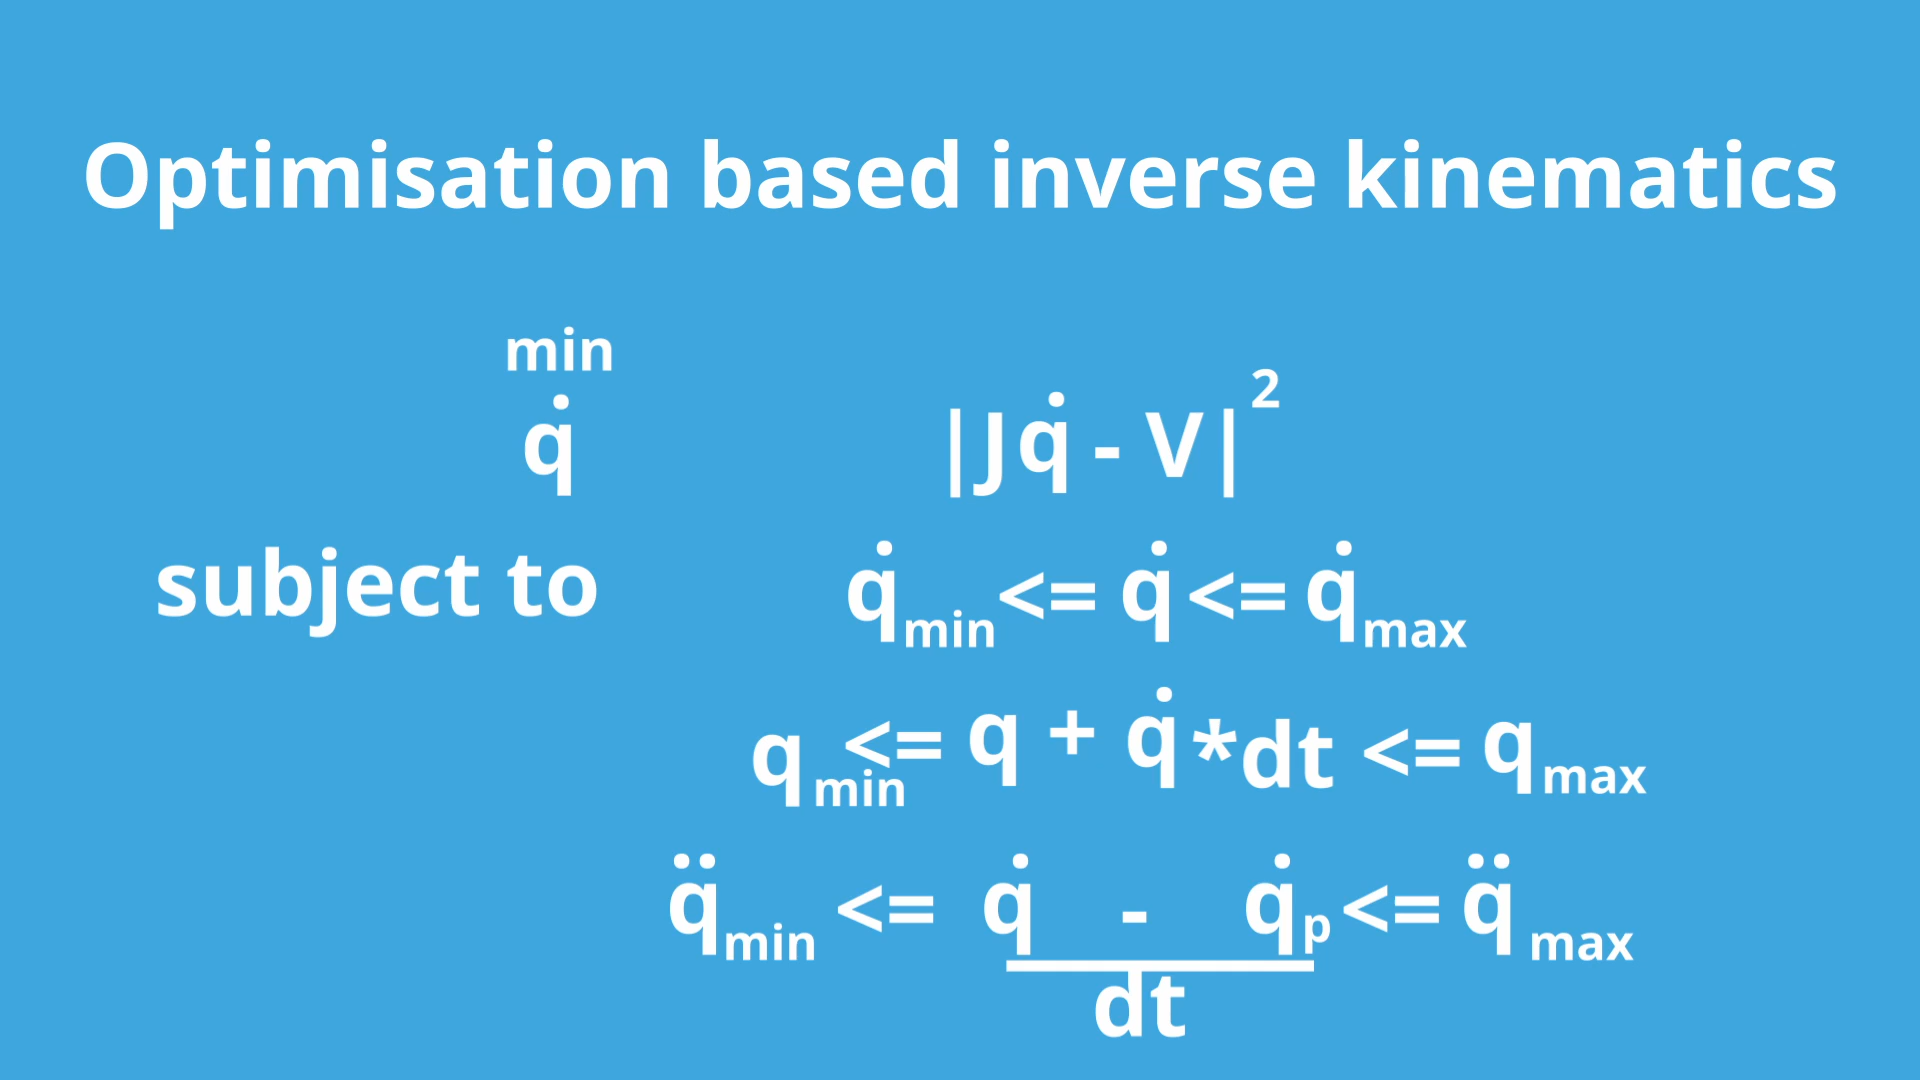 Optimisation based inverse kinematics
min
q̇ |Jq̇ - V|²
subject to q̇min <= q̇ <= q̇max
qmin <= q + q̇ *dt <= qmax
q̈min <= q̇ - q̇p <= q̈max
dt